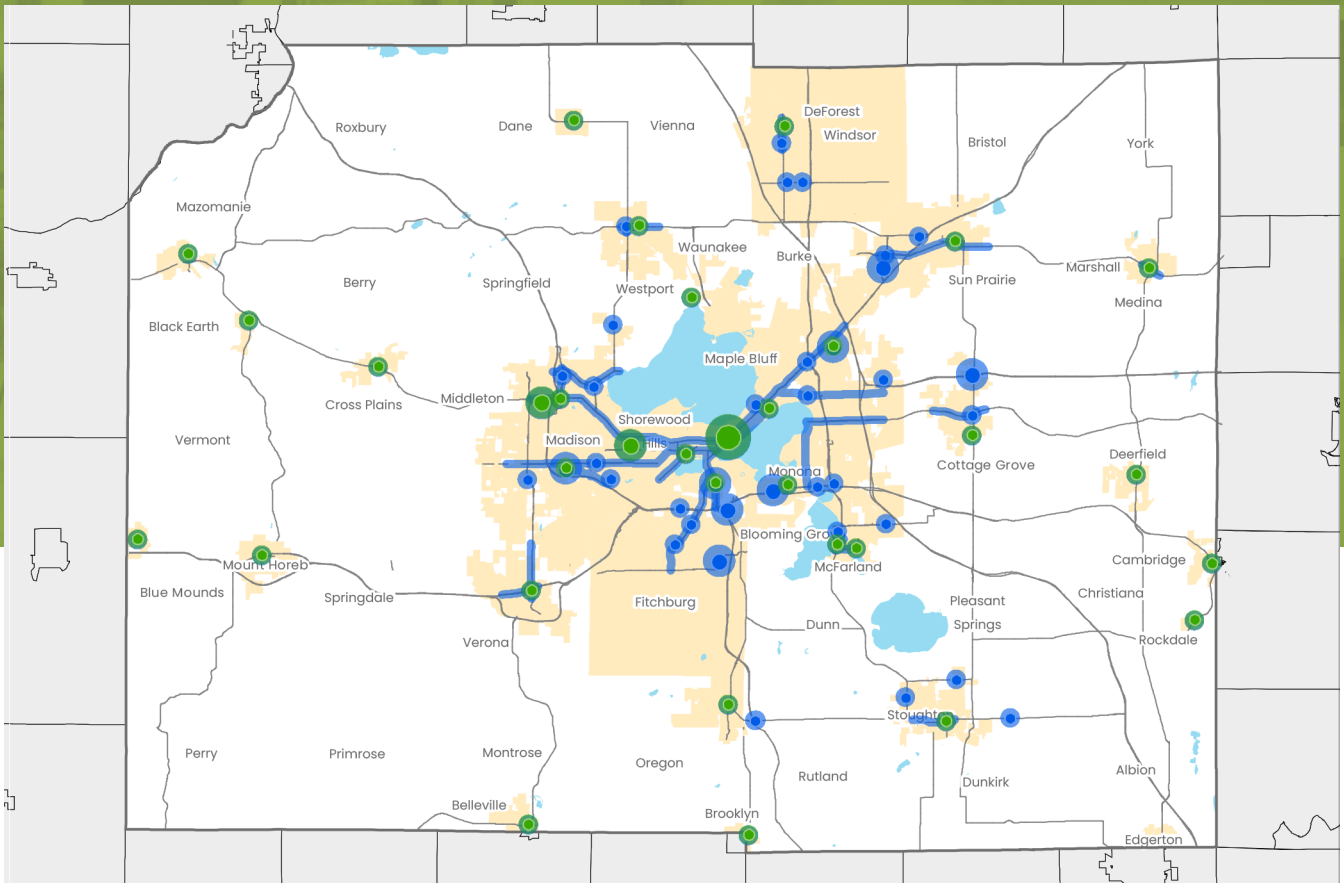 DeForest
Roxbury
Dane
Vienna
Windsor
Bristol
York
Mazomanie
Waunakee
Burke
Marshall
Berry
Springfield
Westport
Sun Prairie
Medina
Black Earth
Maple Bluff
Cross Plains
Middleton
Shorewood
Hills
Vermont
Madison
Deerfield
Monona
Cottage Grove
Blooming Gro
Cambridge
Mount Horeb
McFarland
Blue Mounds
Springdale
Christiana
Fitchburg
Pleasant
Springs
Dunn
Verona
Rockdale
Stought
Perry
Primrose
Montrose
Oregon
Rutland
Dunkirk
Albion
Belleville
Brooklyn
Edgerton